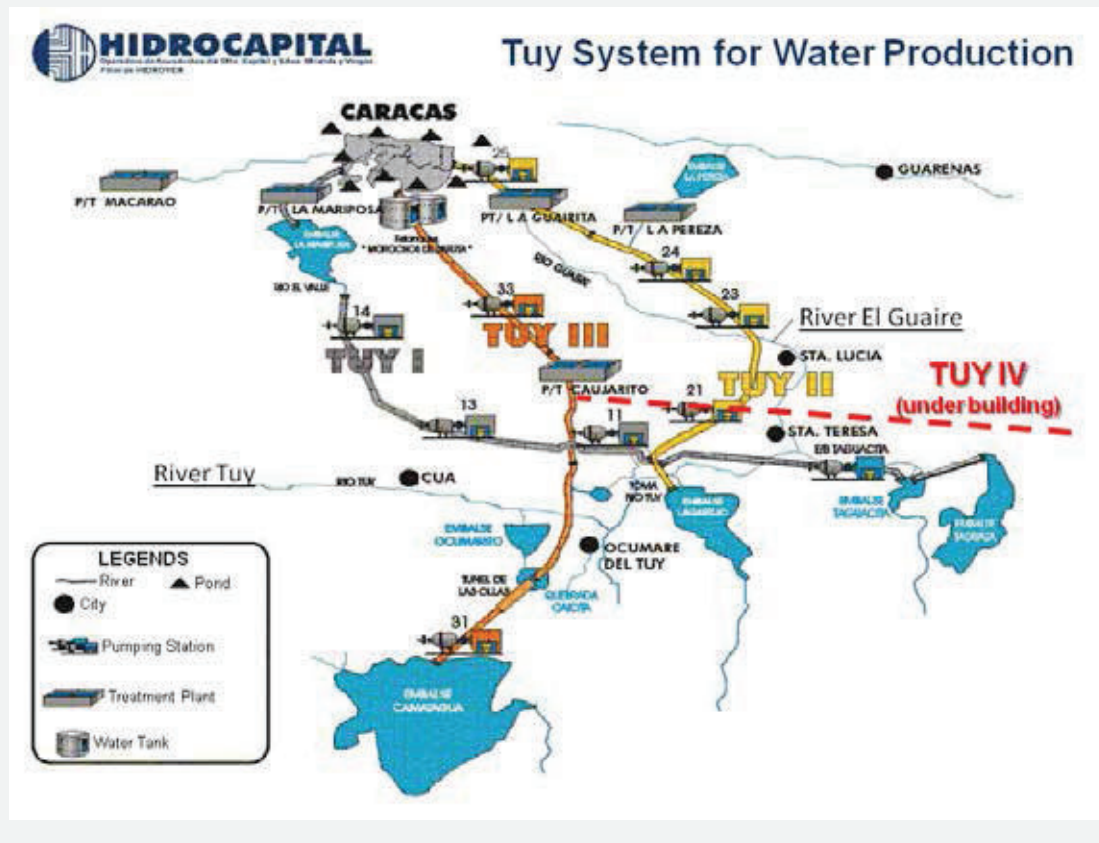 HIDROCAPITAL
Tuy System for Water Production
CARACAS
25
GUARENAS
P/T MACARAO
P/T LA MARIPOSA
PT/ LA GUAIRITA
P/T LA PEREZA
EMBALSE
24
RIO GUAIRE
RIO EL VALLE
33
23
14
River El Guaire
TUY III
TUY I
STA. LUCIA
P/T CAUJARITO
TUY II
TUY IV
(under building)
21
13
11
STA. TERESA
River Tuy
RIO TUY
CUA
TOMA
RIO TUY
EMBALSE
EMBALSE
EMBALSE
EMBALSE
OCUMARITO
OCUMARE
DEL TUY
TUNEL DE
LAS OLLAS
QUEBRADA
31
EMBALSE
CAMATAGUA
LEGENDS
River
Pond
City
Pumping Station
Treatment Plant
Water Tank